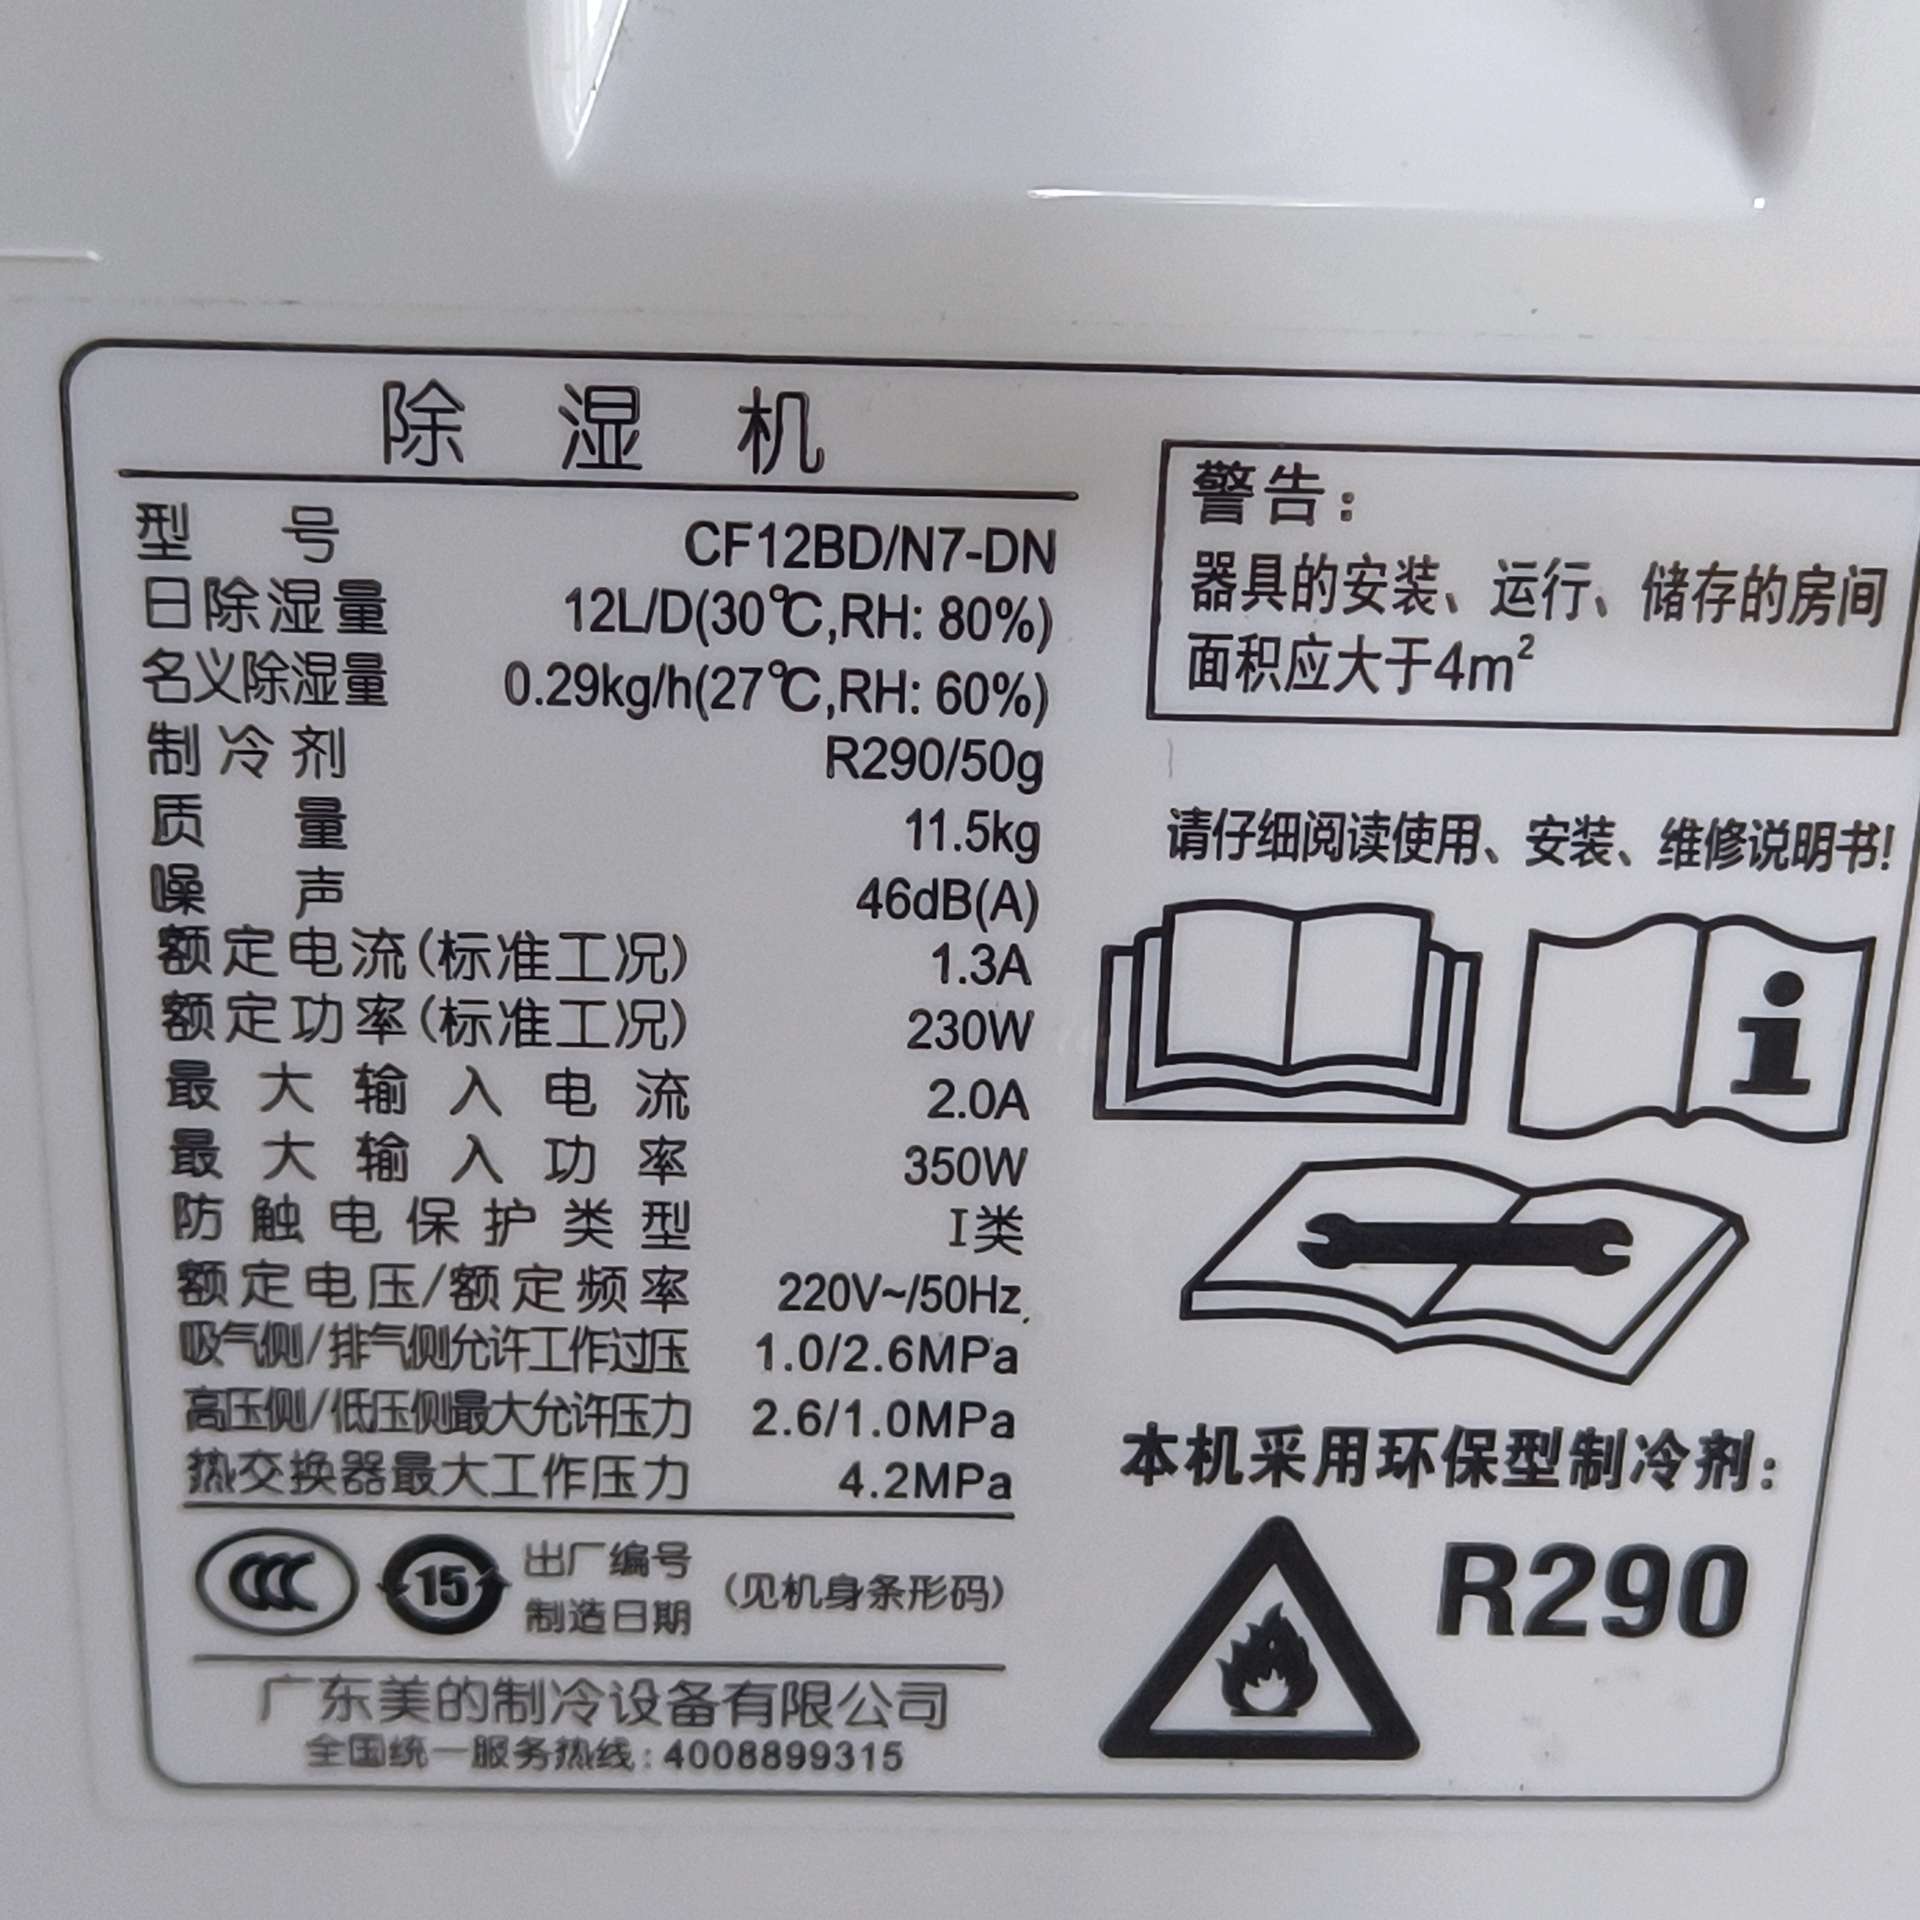 除湿机
型号 CF12BD/N7-DN
日除湿量 12L/D(30℃,RH: 80%)
名义除湿量 0.29kg/h(27℃,RH: 60%)
制冷剂 R290/50g
质量 11.5kg
噪声 46dB(A)
额定电流(标准工况) 1.3A
额定功率(标准工况) 230W
最大输入电流 2.0A
最大输入功率 350W
防触电保护类型 I类
额定电压/额定频率 220V~/50Hz
吸气侧/排气侧允许工作过压 1.0/2.6MPa
高压侧/低压侧最大允许压力 2.6/1.0MPa
热交换器最大工作压力 4.2MPa
CCC
15
出厂编号
制造日期
(见机身条形码)
广东美的制冷设备有限公司
全国统一服务热线:4008899315
警告:
器具的安装、运行、储存的房间
面积应大于4m²
请仔细阅读使用、安装、维修说明书!
i
本机采用环保型制冷剂:
R290